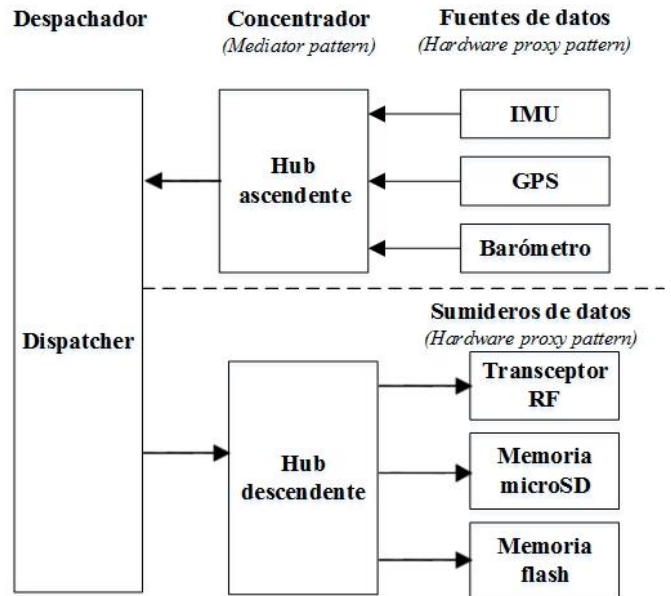 Despachador
Concentrador
(Mediator pattern)
Fuentes de datos
(Hardware proxy pattern)
IMU
GPS
Barómetro
Hub
ascendente
Dispatcher
Sumideros de datos
(Hardware proxy pattern)
Transceptor
RF
Hub
descendente
Memoria
microSD
Memoria
flash